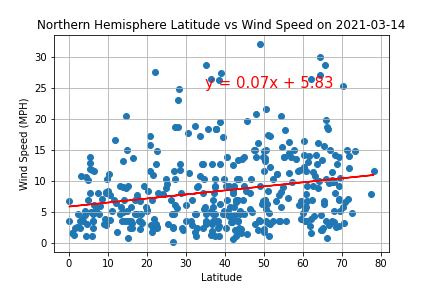 Northern Hemisphere Latitude vs Wind Speed on 2021-03-14
30
y = 0.07x + 5.83
25
20
15
10
5
0
Wind Speed (MPH)
0 10 20 30 40 50 60 70 80
Latitude